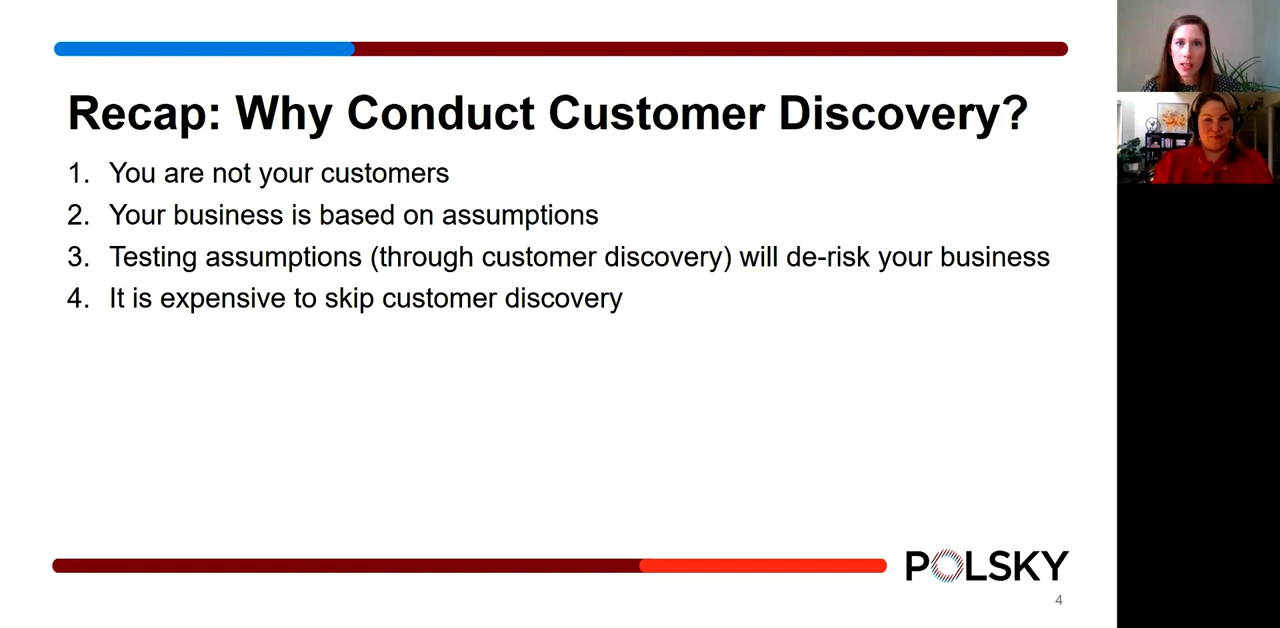 Recap: Why Conduct Customer Discovery?
1. You are not your customers
2. Your business is based on assumptions
3. Testing assumptions (through customer discovery) will de-risk your business
4. It is expensive to skip customer discovery
POLSKY
4